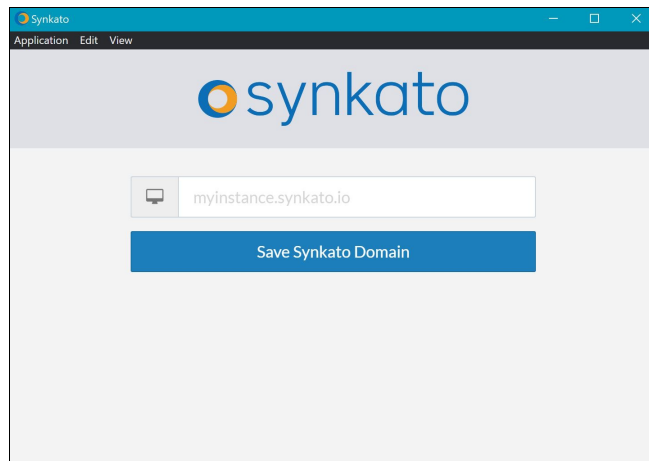 Synkato
Application Edit View
synkato
myinstance.synkato.io
Save Synkato Domain